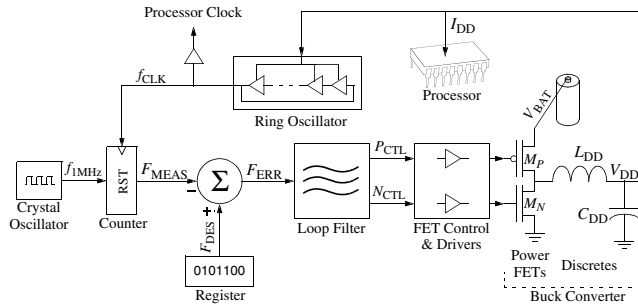 Processor Clock
I_DD
f_CLK
Processor
V_BAT
Ring Oscillator
P_CTL
M_P
L_DD
V_DD
f_1MHz
RST
F_MEAS
Σ
F_ERR
N_CTL
M_N
C_DD
Crystal
Oscillator
Counter
F_DES
Loop Filter
FET Control
& Drivers
Power
FETs
Discretes
0101100
Register
Buck Converter